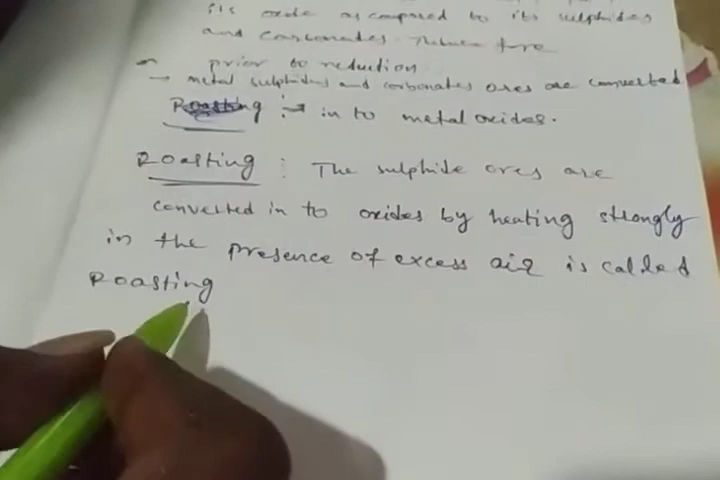 its oxide as compared to its sulphides
and carbonates. There fore
prior to reduction
→ metal sulphides and carbonates ores are converted
Roasting :→ in to metal oxides.
Roasting : The sulphide ores are
converted in to oxides by heating strongly
in the presence of excess air is called
Roasting